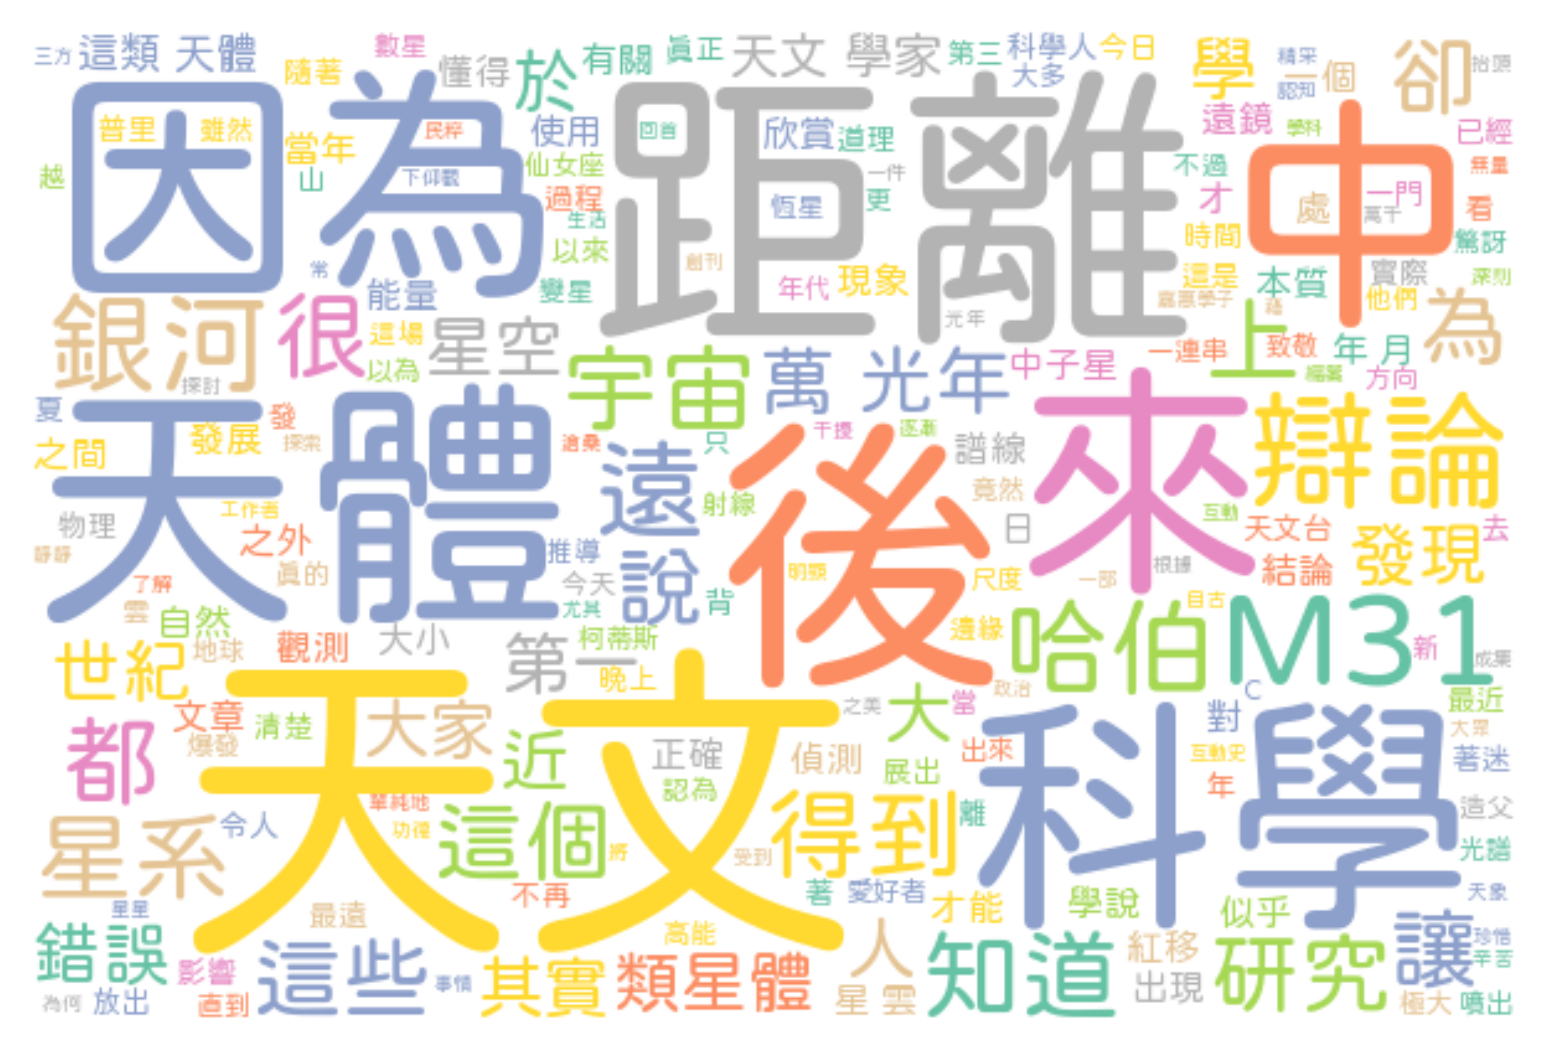 三方 這類 天體 數星 懂得 於 有關 真正 天文 學家 第三 科學人 今日 學 精采 一個 卻 抬頭
隨著 大多 認知
因為 距離 中
普里 雖然 當年 民粹 使用 回首 欣賞 道理 遠鏡 學科 已經
越 山 下仰觀 仙女座 一件 不過 無量
過程 恆星 更 才 處 一門 看
生活 萬千
常 以來 創刊 時間 驚訝
能量 變星 年代 現象 這是 本質 實際 他們 深刻
銀河 很 這場 星空 光年 嘉惠學子 藉 上 為
以為 宇宙 萬 光年 中子星 一連串 致敬 年 月
探討 方向
夏 天體 遠 後 來 辯論
之間 發展 發 探索 滄桑 只 干擾 逐漸 譜線
物理 工作者 之外 射線 竟然 日 互動 天文台 發現 去
真的 推導 說 明顯 尺度 一部 根據 結論
了解 今天
雲 自然 尤其 背 目古
世紀 地球 觀測 大小 第一 柯蒂斯 邊緣 哈伯 M31 新 成集
晚上 政治 C 最近
都 文章 清楚 大家 近 之美 大 當 對 大眾
爆發 正確 偵測 展出 出來 互動史 著迷
天文 認為 科學 年
星系 令人 單純地 功德 這個 將 受到 得到 離 造父
光譜
星星 最遠 不再 著 愛好者 才能 學說 似乎 天象
錯誤 影響 這些 高能 人 知道 紅移 研究 讓 珍惜
辛苦
為何 放出 直到 事情 其實 類星體 星 雲 出現 極大 噴出